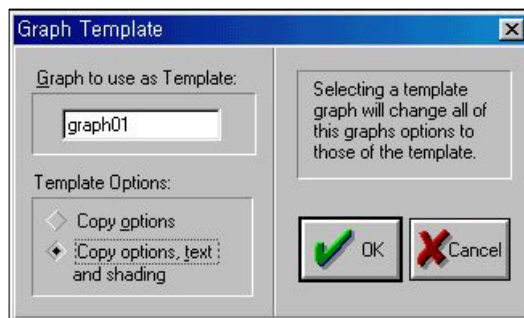 Graph Template
Graph to use as Template:
graph01
Template Options:
Copy options
Copy options, text
and shading
Selecting a template
graph will change all of
this graphs options to
those of the template.
OK
Cancel